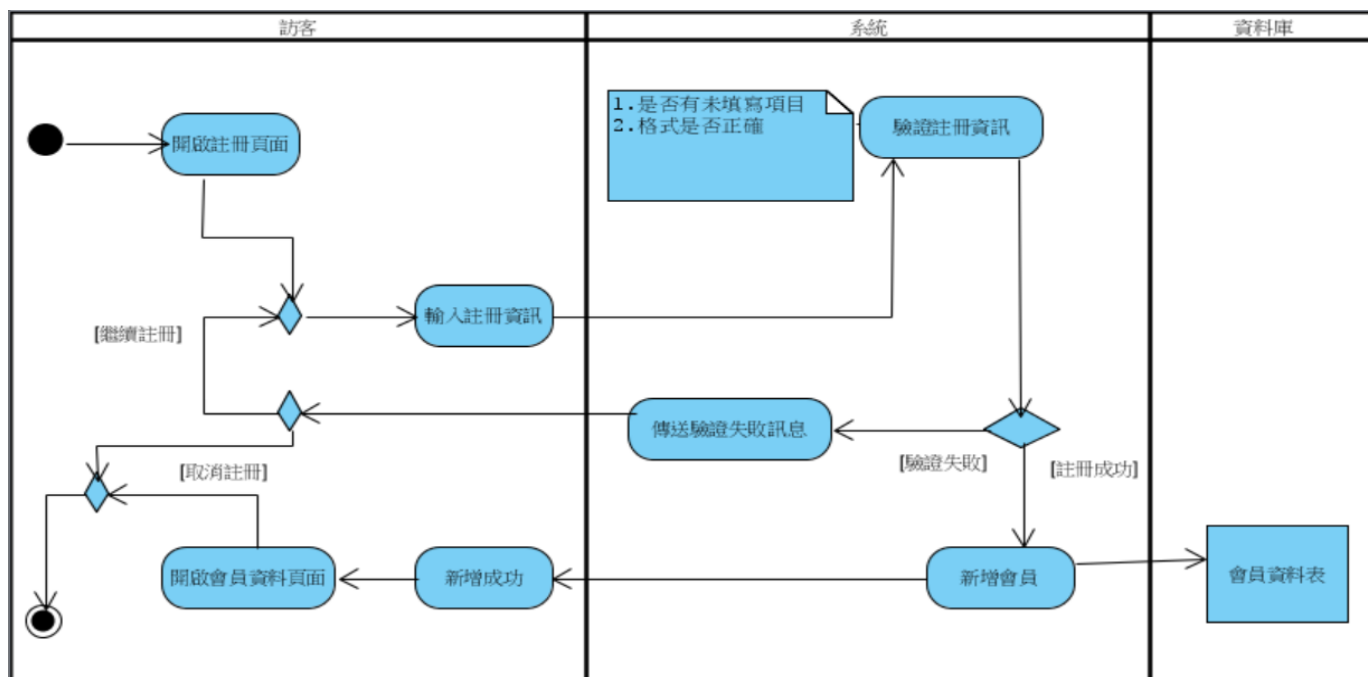 訪客
系統
資料庫
開啟註冊頁面
1.是否有未填寫項目
2.格式是否正確
驗證註冊資訊
[繼續註冊]
輸入註冊資訊
傳送驗證失敗訊息
[驗證失敗]
[註冊成功]
[取消註冊]
開啟會員資料頁面
新增成功
新增會員
會員資料表